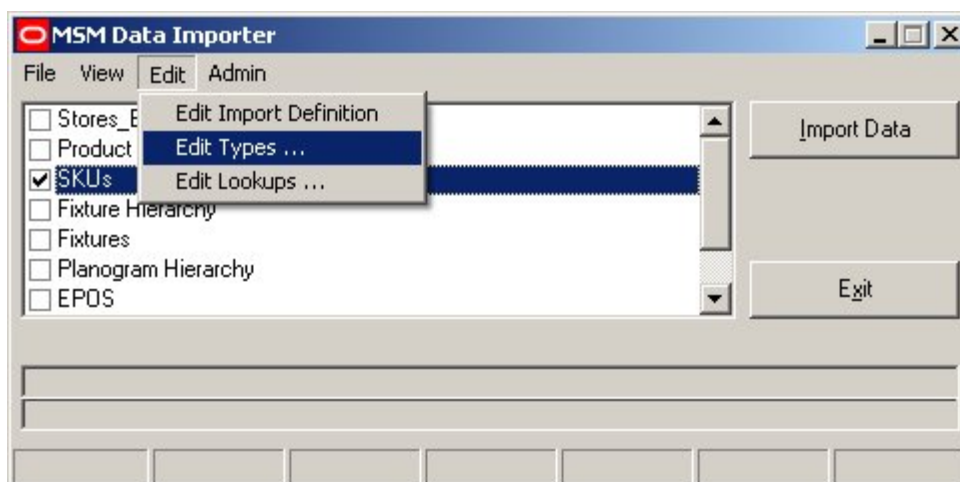 MSM Data Importer
File View Edit Admin
Edit Import Definition
Edit Types ...
Edit Lookups ...
Stores_E
Product
SKUs
Fixture Hierarchy
Fixtures
Planogram Hierarchy
EPOS
Import Data
Exit